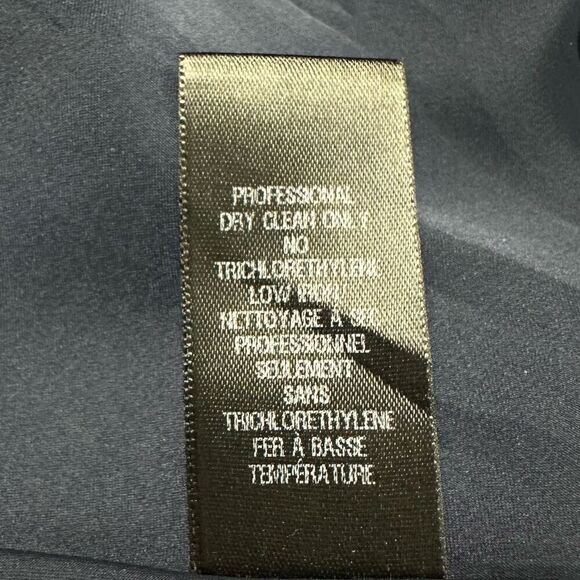 PROFESSIONAL
DRY CLEAN ONLY
NO
TRICHLORETHYLENE
LOW IRON
NETTOYAGE À SEC
PROFESSIONNEL
SEULEMENT
SANS
TRICHLORETHYLENE
FER À BASSE
TEMPÉRATURE